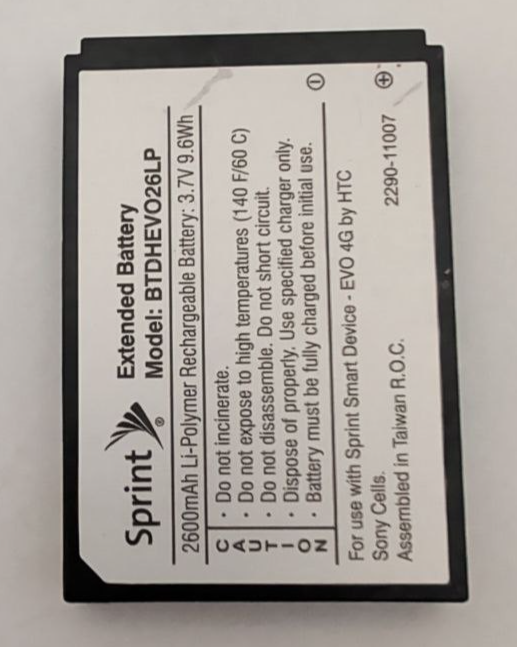 Sprint®
Extended Battery
Model: BTDHEVO26LP
2600mAh Li-Polymer Rechargeable Battery: 3.7V 9.6Wh
CAUTION
· Do not incinerate.
· Do not expose to high temperatures (140 F/60 C)
· Do not disassemble. Do not short circuit.
· Dispose of properly. Use specified charger only.
· Battery must be fully charged before initial use.
⊖
For use with Sprint Smart Device - EVO 4G by HTC
Sony Cells.
Assembled in Taiwan R.O.C.
2290-11007
⊕